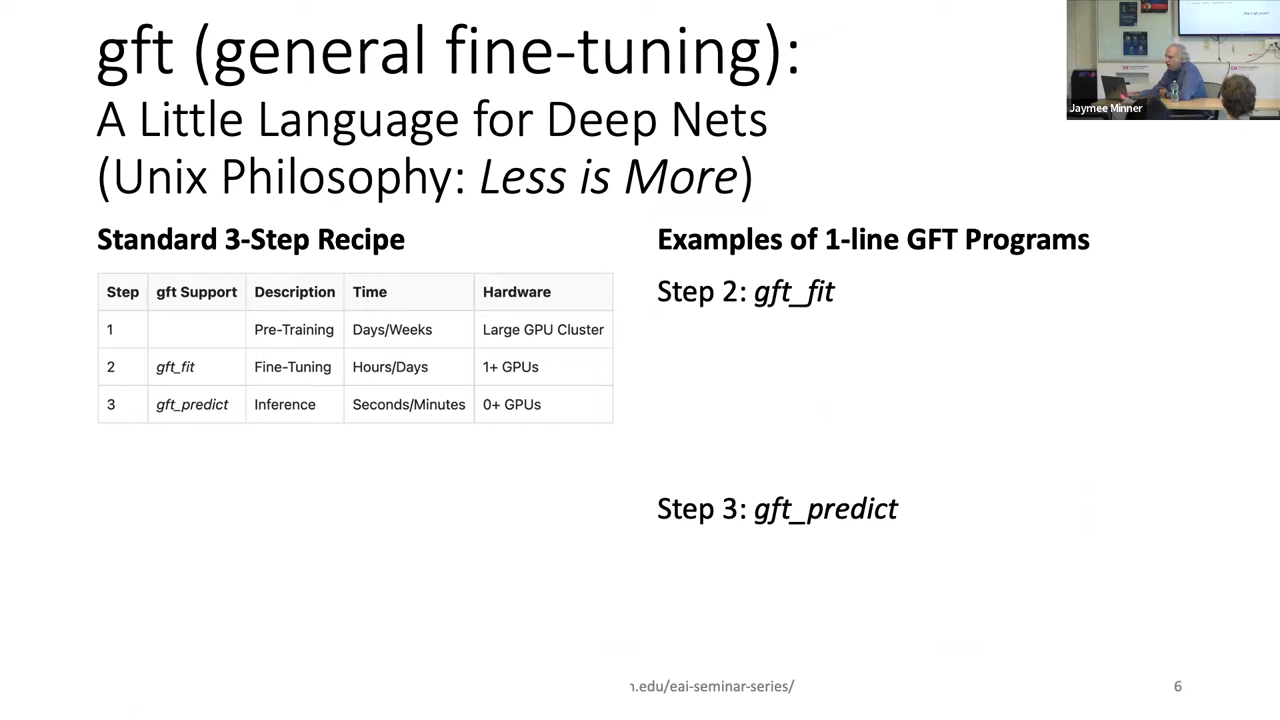 gft (general fine-tuning):
A Little Language for Deep Nets
(Unix Philosophy: Less is More)
Jaymee Minner
Standard 3-Step Recipe
Step gft Support Description Time Hardware
1 Pre-Training Days/Weeks Large GPU Cluster
2 gft_fit Fine-Tuning Hours/Days 1+ GPUs
3 gft_predict Inference Seconds/Minutes 0+ GPUs
Examples of 1-line GFT Programs
Step 2: gft_fit
Step 3: gft_predict
n.edu/eai-seminar-series/
6